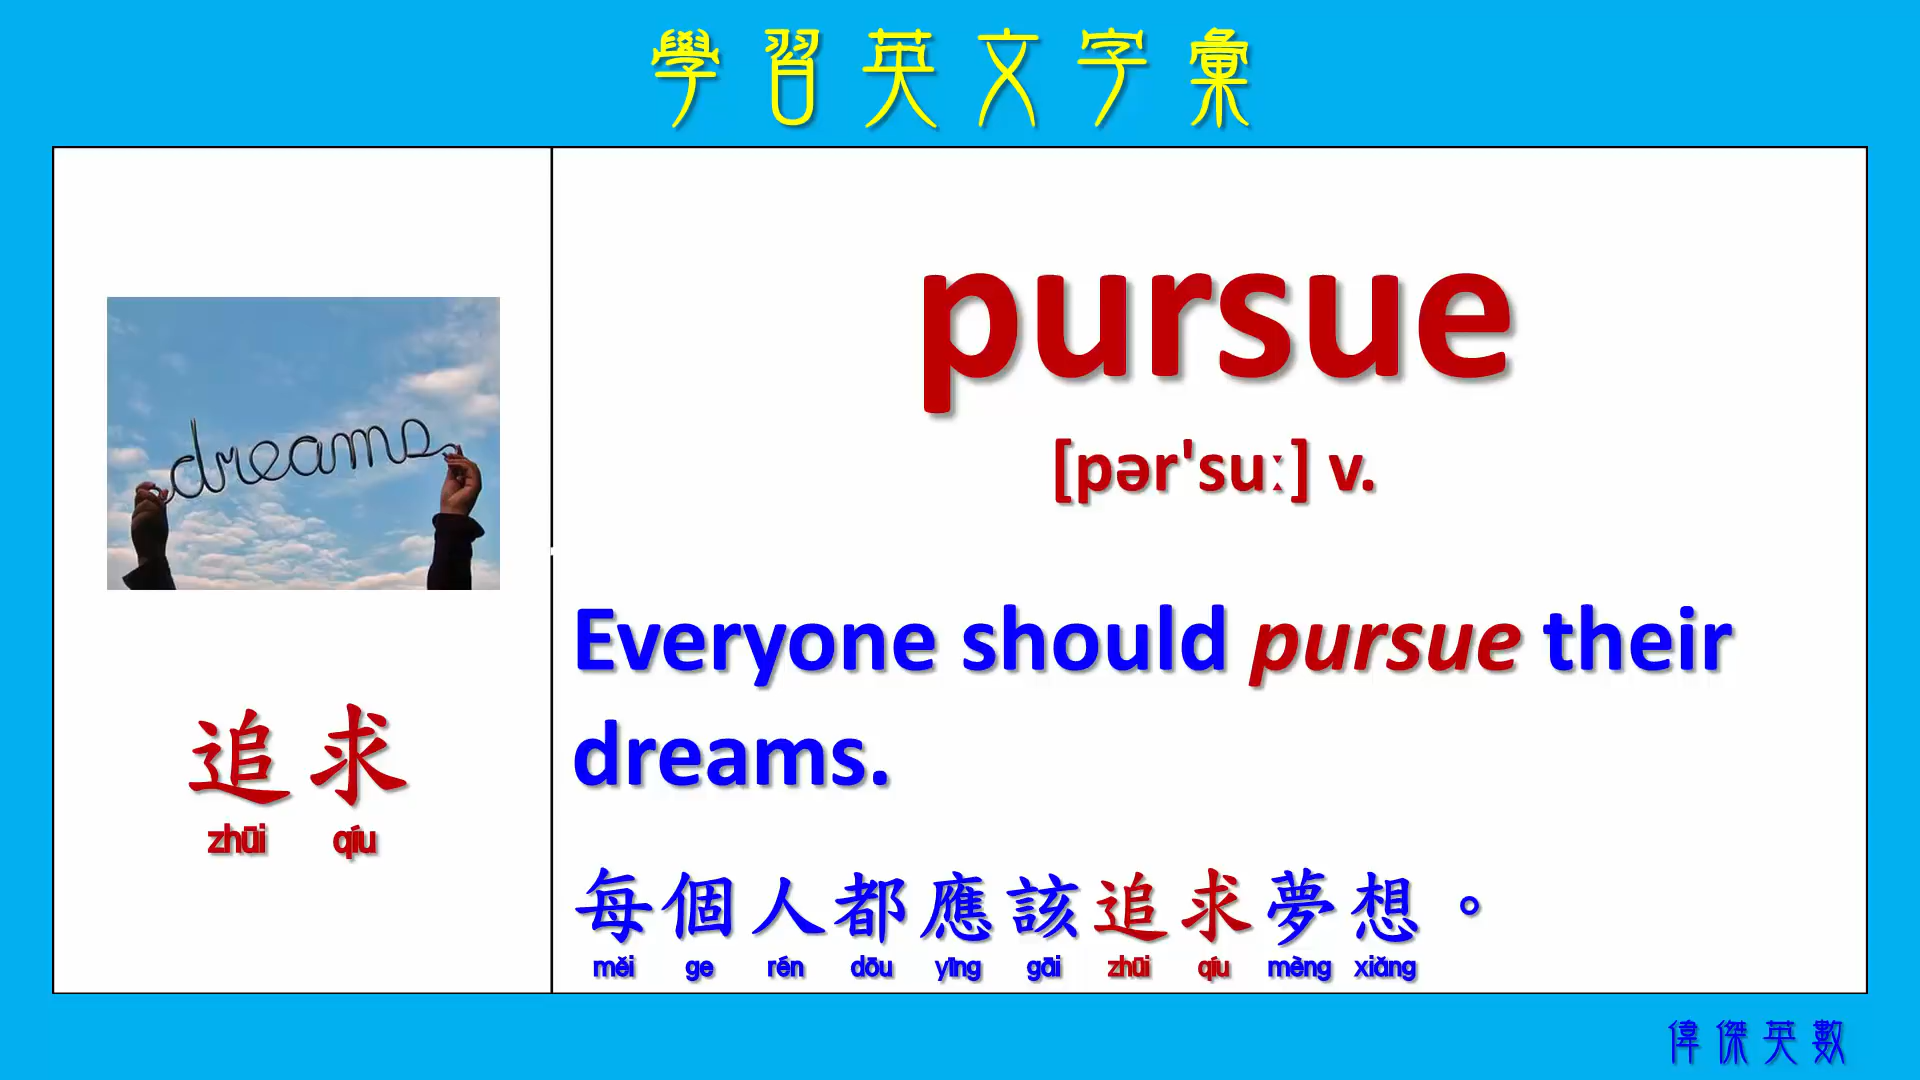 學習英文字彙
dreams
追求
zhūi qíu
pursue
[pər'suː] v.
Everyone should pursue their
dreams.
每個人都應該追求夢想。
měi ge rén dōu yīng gāi zhūi qíu mèng xiǎng
偉傑英數